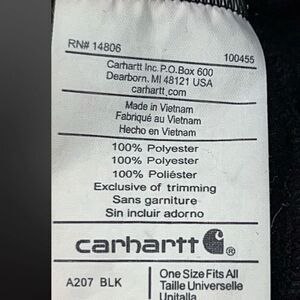 RN# 14806
100455
Carhartt Inc. P.O. Box 600
Dearborn, MI 48121 USA
carhartt.com
Made in Vietnam
Fabriqué au Vietnam
Hecho en Vietnam
100% Polyester
100% Polyester
100% Poliéster
Exclusive of trimming
Sans garniture
Sin incluir adorno
carhartt ®
A207 BLK
One Size Fits All
Taille Universelle
Unitalla